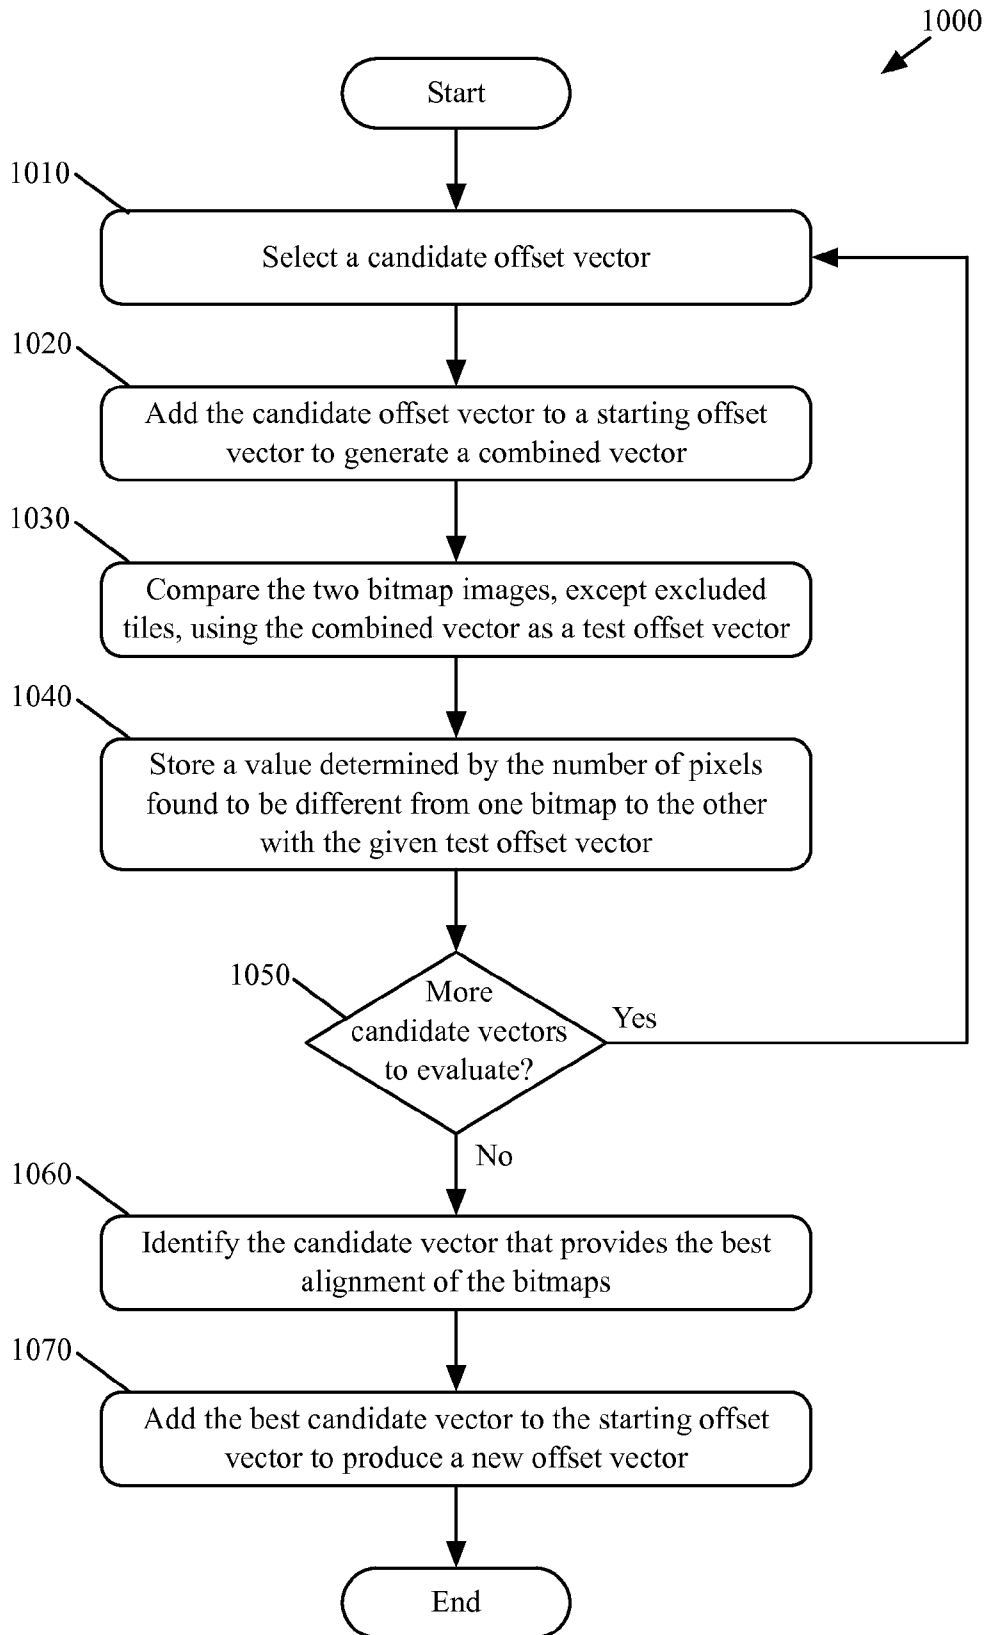 1000
Start
1010
Select a candidate offset vector
1020
Add the candidate offset vector to a starting offset
vector to generate a combined vector
1030
Compare the two bitmap images, except excluded
tiles, using the combined vector as a test offset vector
1040
Store a value determined by the number of pixels
found to be different from one bitmap to the other
with the given test offset vector
1050
More
candidate vectors
to evaluate?
Yes
No
1060
Identify the candidate vector that provides the best
alignment of the bitmaps
1070
Add the best candidate vector to the starting offset
vector to produce a new offset vector
End